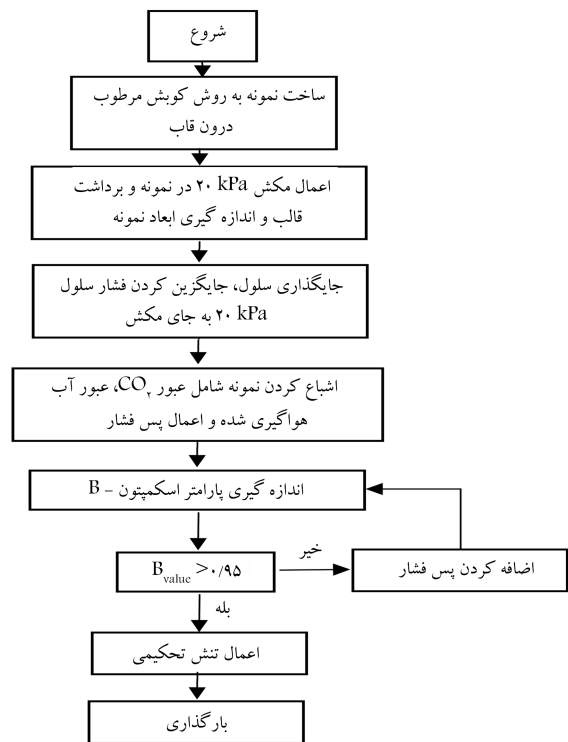 شروع
ساخت نمونه به روش کوبش مرطوب
درون قاب
اعمال مکش ۲۰ kPa در نمونه و برداشت
قالب و اندازه گیری ابعاد نمونه
جایگذاری سلول، جایگزین کردن فشار سلول
۲۰ kPa به جای مکش
اشباع کردن نمونه شامل عبور CO₂، عبور آب
هواگیری شده و اعمال پس فشار
اندازه گیری پارامتر اسکمپتون – B
خیر
B value >۰/۹۵
اضافه کردن پس فشار
بله
اعمال تنش تحکیمی
بارگذاری